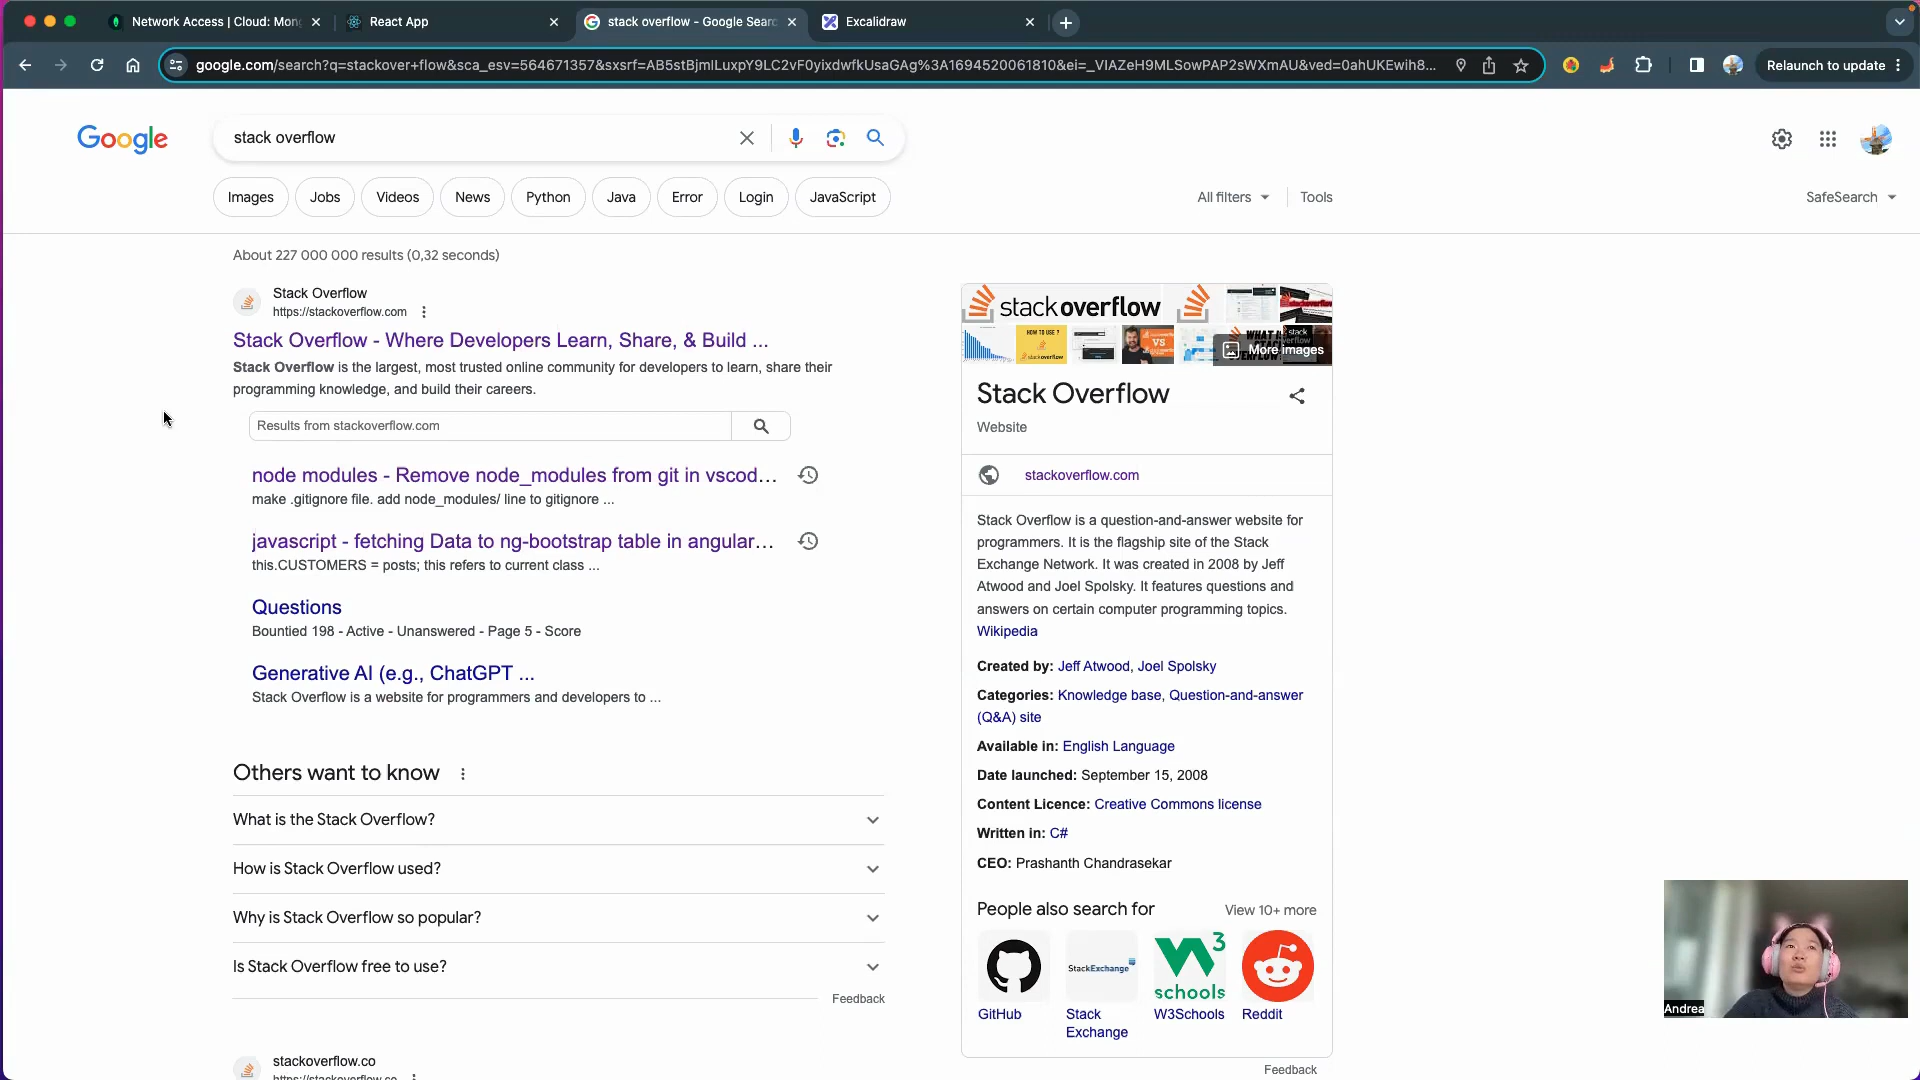 Network Access | Cloud: Mon
React App
stack overflow - Google Searc
Excalidraw
google.com/search?q=stackover+flow&sca_esv=564671357&sxsrf=AB5stBjmlLuxpY9LC2vF0yixdwfkUsaGAg%3A1694520061810&ei=_VIAZeH9MLSowPAP2sWXmAU&ved=0ahUKEwih8...
Relaunch to update
Google
stack overflow
Images
Jobs
Videos
News
Python
Java
Error
Login
JavaScript
All filters
Tools
SafeSearch
About 227 000 000 results (0,32 seconds)
Stack Overflow
https://stackoverflow.com
Stack Overflow - Where Developers Learn, Share, & Build ...
Stack Overflow is the largest, most trusted online community for developers to learn, share their
programming knowledge, and build their careers.
Results from stackoverflow.com
node modules - Remove node_modules from git in vscod...
make .gitignore file. add node_modules/ line to gitignore ...
javascript - fetching Data to ng-bootstrap table in angular...
this.CUSTOMERS = posts; this refers to current class ...
Questions
Bountied 198 - Active - Unanswered - Page 5 - Score
Generative AI (e.g., ChatGPT ...
Stack Overflow is a website for programmers and developers to ...
Others want to know
What is the Stack Overflow?
How is Stack Overflow used?
Why is Stack Overflow so popular?
Is Stack Overflow free to use?
Feedback
stackoverflow.co
https://stackoverflow.co
stackoverflow
HOW TO USE ?
VS
More images
Stack Overflow
Website
stackoverflow.com
Stack Overflow is a question-and-answer website for
programmers. It is the flagship site of the Stack
Exchange Network. It was created in 2008 by Jeff
Atwood and Joel Spolsky. It features questions and
answers on certain computer programming topics.
Wikipedia
Created by: Jeff Atwood, Joel Spolsky
Categories: Knowledge base, Question-and-answer
(Q&A) site
Available in: English Language
Date launched: September 15, 2008
Content Licence: Creative Commons license
Written in: C#
CEO: Prashanth Chandrasekar
People also search for
View 10+ more
StackExchange
W3
schools
GitHub
Stack
Exchange
W3Schools
Reddit
Feedback
Andrea